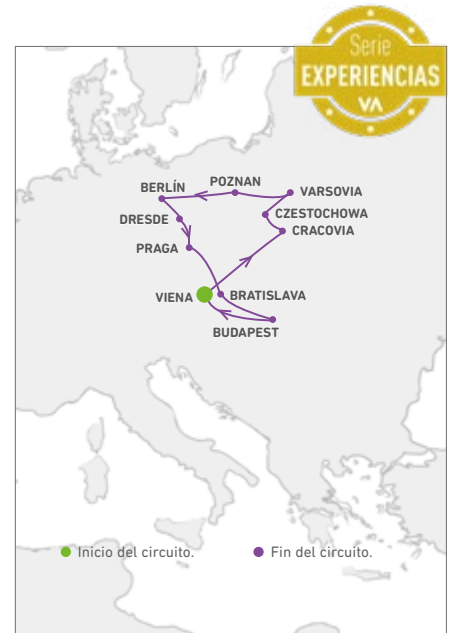 Serie
EXPERIENCIAS
VA
BERLÍN
POZNAN
VARSOVIA
DRESDE
CZESTOCHOWA
CRACOVIA
PRAGA
VIENA
BRATISLAVA
BUDAPEST
Inicio del circuito.
Fin del circuito.